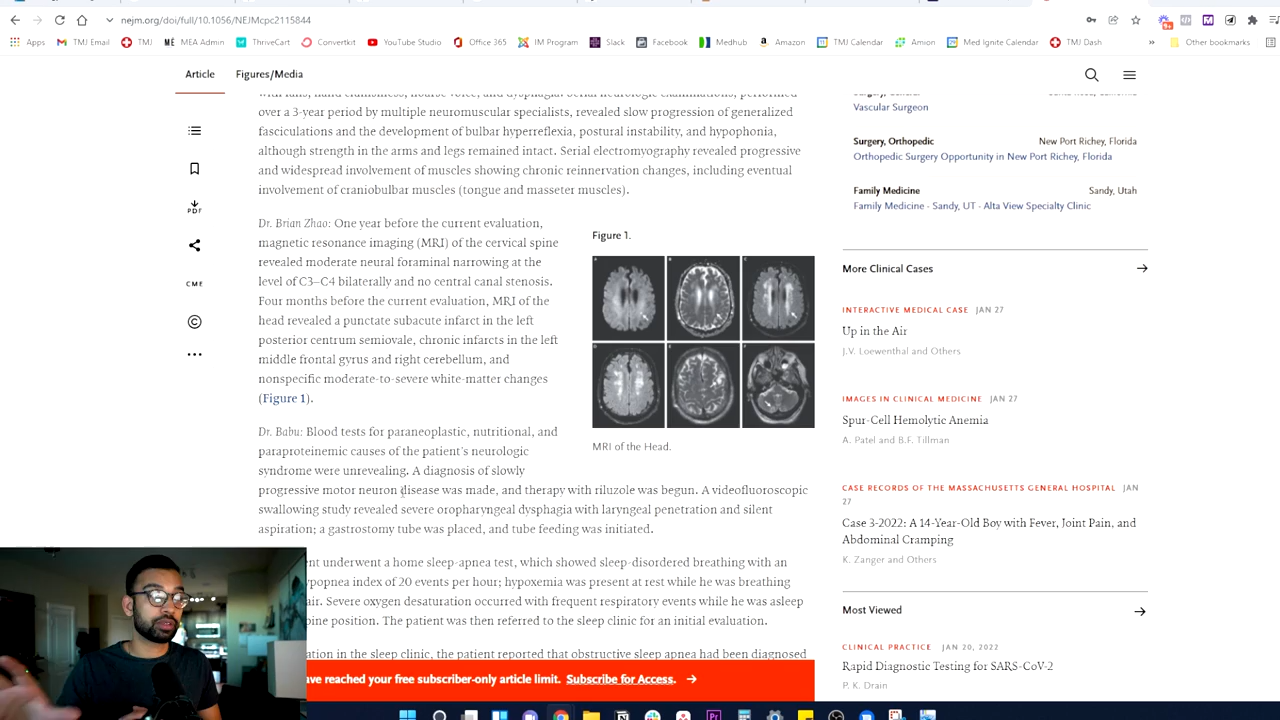 nejm.org/doi/full/10.1056/NEJMcpc2115844
Apps TMJ Email TMJ MEA Admin ThriveCart Convertkit YouTube Studio Office 365 IM Program Slack Facebook Medhub Amazon TMJ Calendar Amion Med Ignite Calendar TMJ Dash » Other bookmarks
Article Figures/Media
over a 3-year period by multiple neuromuscular specialists, revealed slow progression of generalized
fasciculations and the development of bulbar hyperreflexia, postural instability, and hypophonia,
although strength in the arms and legs remained intact. Serial electromyography revealed progressive
and widespread involvement of muscles showing chronic reinnervation changes, including eventual
involvement of craniobulbar muscles (tongue and masseter muscles).
Dr. Brian Zhao: One year before the current evaluation,
magnetic resonance imaging (MRI) of the cervical spine
revealed moderate neural foraminal narrowing at the
level of C3–C4 bilaterally and no central canal stenosis.
Four months before the current evaluation, MRI of the
head revealed a punctate subacute infarct in the left
posterior centrum semiovale, chronic infarcts in the left
middle frontal gyrus and right cerebellum, and
nonspecific moderate-to-severe white-matter changes
(Figure 1).
Figure 1.
MRI of the Head.
Dr. Babu: Blood tests for paraneoplastic, nutritional, and
paraproteinemic causes of the patient's neurologic
syndrome were unrevealing. A diagnosis of slowly
progressive motor neuron disease was made, and therapy with riluzole was begun. A videofluoroscopic
swallowing study revealed severe oropharyngeal dysphagia with laryngeal penetration and silent
aspiration; a gastrostomy tube was placed, and tube feeding was initiated.
ent underwent a home sleep-apnea test, which showed sleep-disordered breathing with an
ypopnea index of 20 events per hour; hypoxemia was present at rest while he was breathing
air. Severe oxygen desaturation occurred with frequent respiratory events while he was asleep
pine position. The patient was then referred to the sleep clinic for an initial evaluation.
ation in the sleep clinic, the patient reported that obstructive sleep apnea had been diagnosed
ave reached your free subscriber-only article limit. Subscribe for Access. →
PDF
CME
Vascular Surgeon
Surgery, Orthopedic New Port Richey, Florida
Orthopedic Surgery Opportunity in New Port Richey, Florida
Family Medicine Sandy, Utah
Family Medicine - Sandy, UT - Alta View Specialty Clinic
More Clinical Cases →
INTERACTIVE MEDICAL CASE JAN 27
Up in the Air
J.V. Loewenthal and Others
IMAGES IN CLINICAL MEDICINE JAN 27
Spur-Cell Hemolytic Anemia
A. Patel and B.F. Tillman
CASE RECORDS OF THE MASSACHUSETTS GENERAL HOSPITAL JAN
27
Case 3-2022: A 14-Year-Old Boy with Fever, Joint Pain, and
Abdominal Cramping
K. Zanger and Others
Most Viewed →
CLINICAL PRACTICE JAN 20, 2022
Rapid Diagnostic Testing for SARS-CoV-2
P. K. Drain